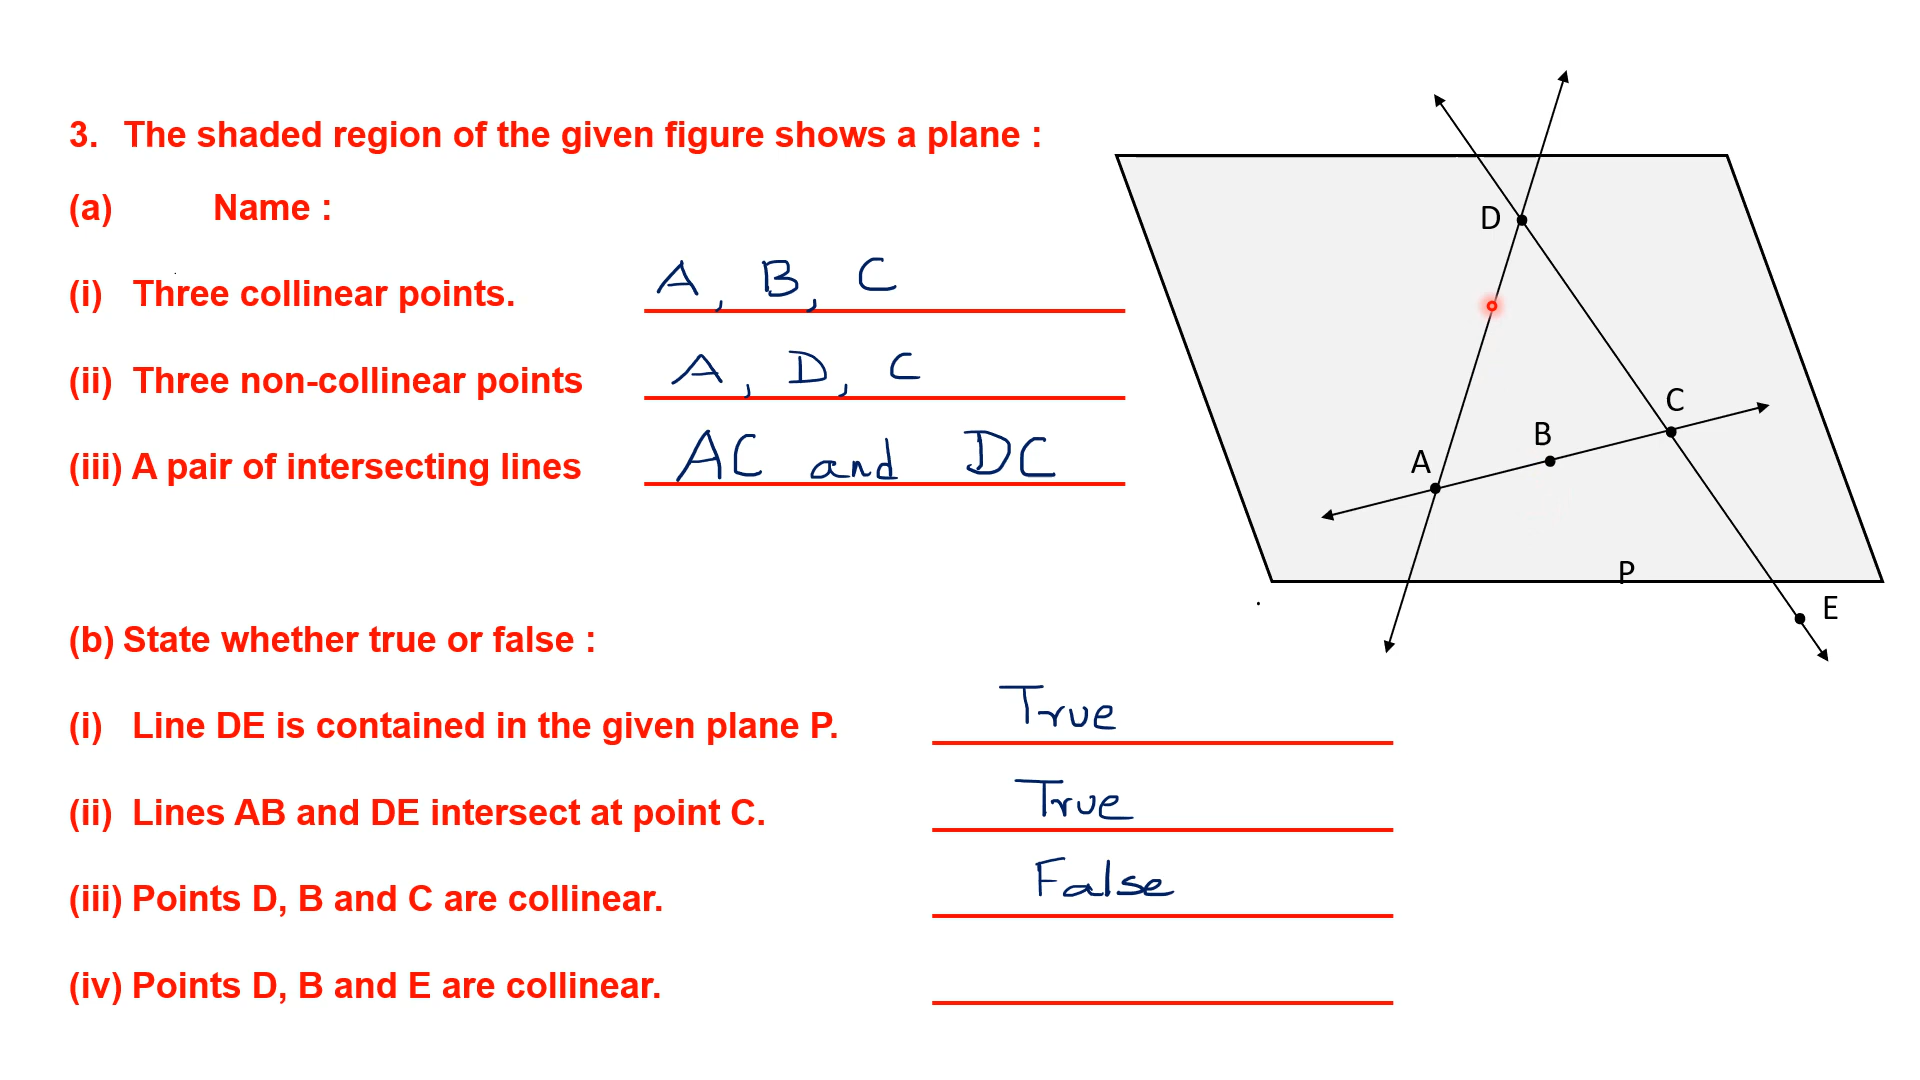 3. The shaded region of the given figure shows a plane :
(a) Name :
(i) Three collinear points. A, B, C
(ii) Three non-collinear points A, D, C
(iii) A pair of intersecting lines AC and DC
(b) State whether true or false :
(i) Line DE is contained in the given plane P. True
(ii) Lines AB and DE intersect at point C. True
(iii) Points D, B and C are collinear. False
(iv) Points D, B and E are collinear.
D
C
B
A
P
E